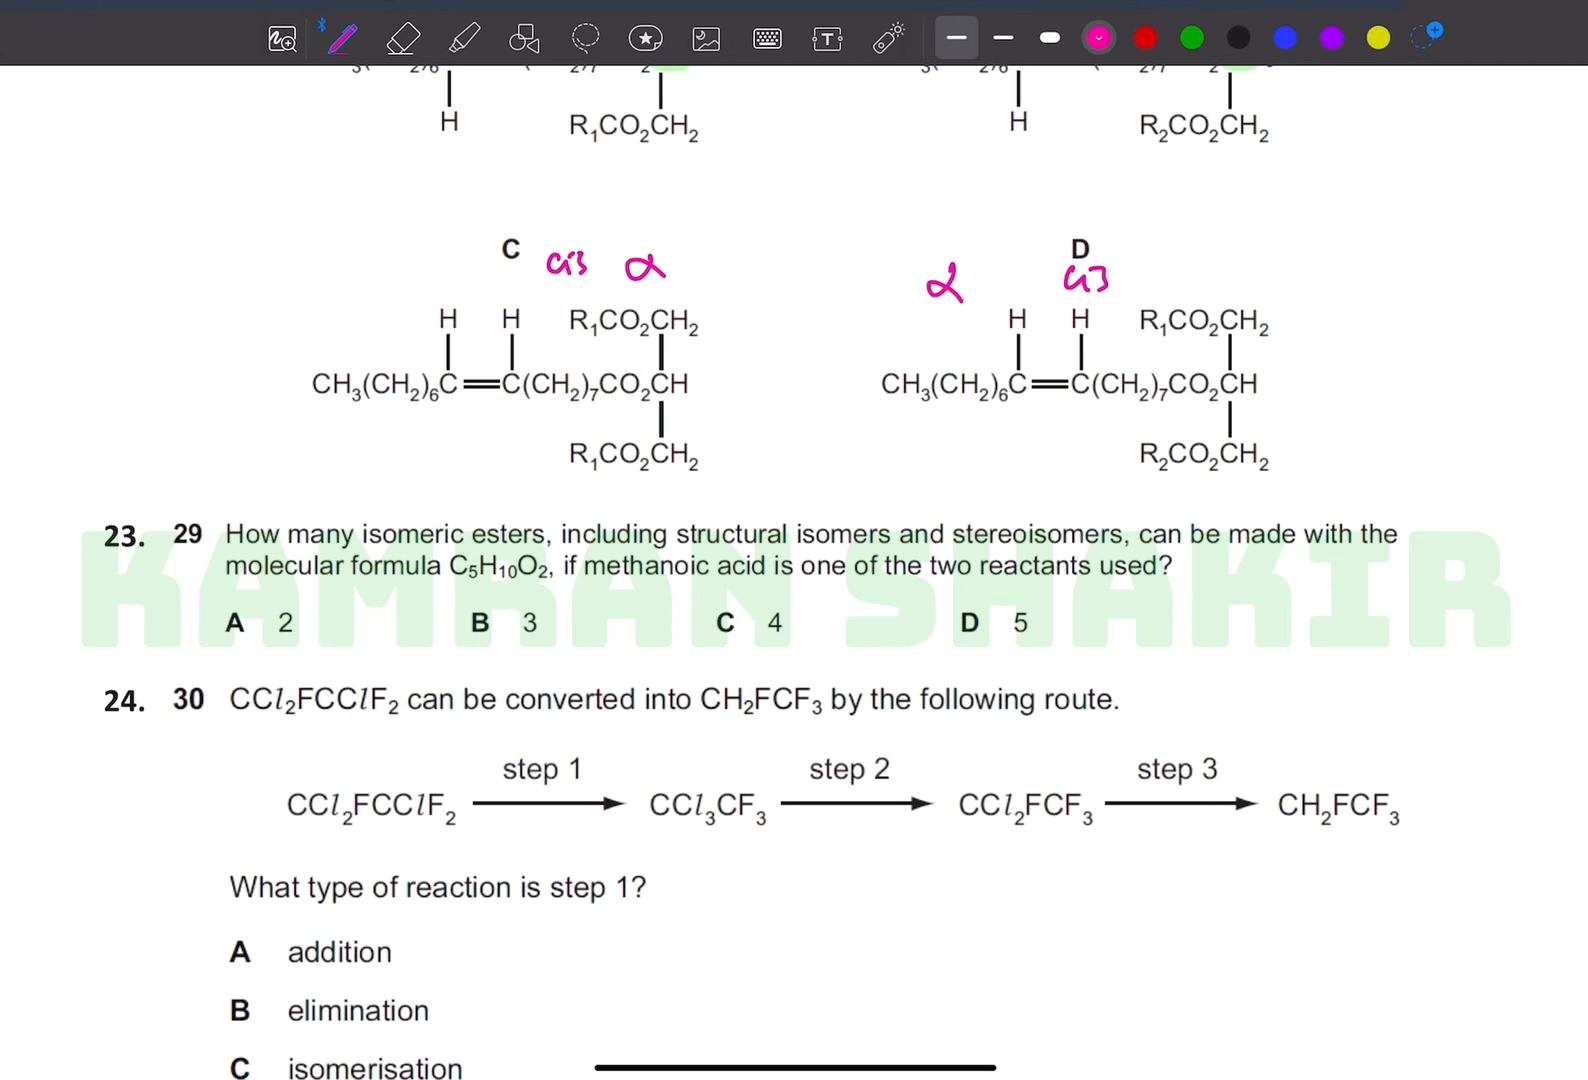 H R₁CO₂CH₂ H R₂CO₂CH₂
C cis α α D cis
H H R₁CO₂CH₂ H H R₁CO₂CH₂
CH₃(CH₂)₆C=C(CH₂)₇CO₂CH CH₃(CH₂)₆C=C(CH₂)₇CO₂CH
R₁CO₂CH₂ R₂CO₂CH₂
KAMRAN SHAKIR
23. 29 How many isomeric esters, including structural isomers and stereoisomers, can be made with the
molecular formula C₅H₁₀O₂, if methanoic acid is one of the two reactants used?
A 2 B 3 C 4 D 5
24. 30 CCl₂FCClF₂ can be converted into CH₂FCF₃ by the following route.
step 1 step 2 step 3
CCl₂FCClF₂ → CCl₃CF₃ → CCl₂FCF₃ → CH₂FCF₃
What type of reaction is step 1?
A addition
B elimination
C isomerisation